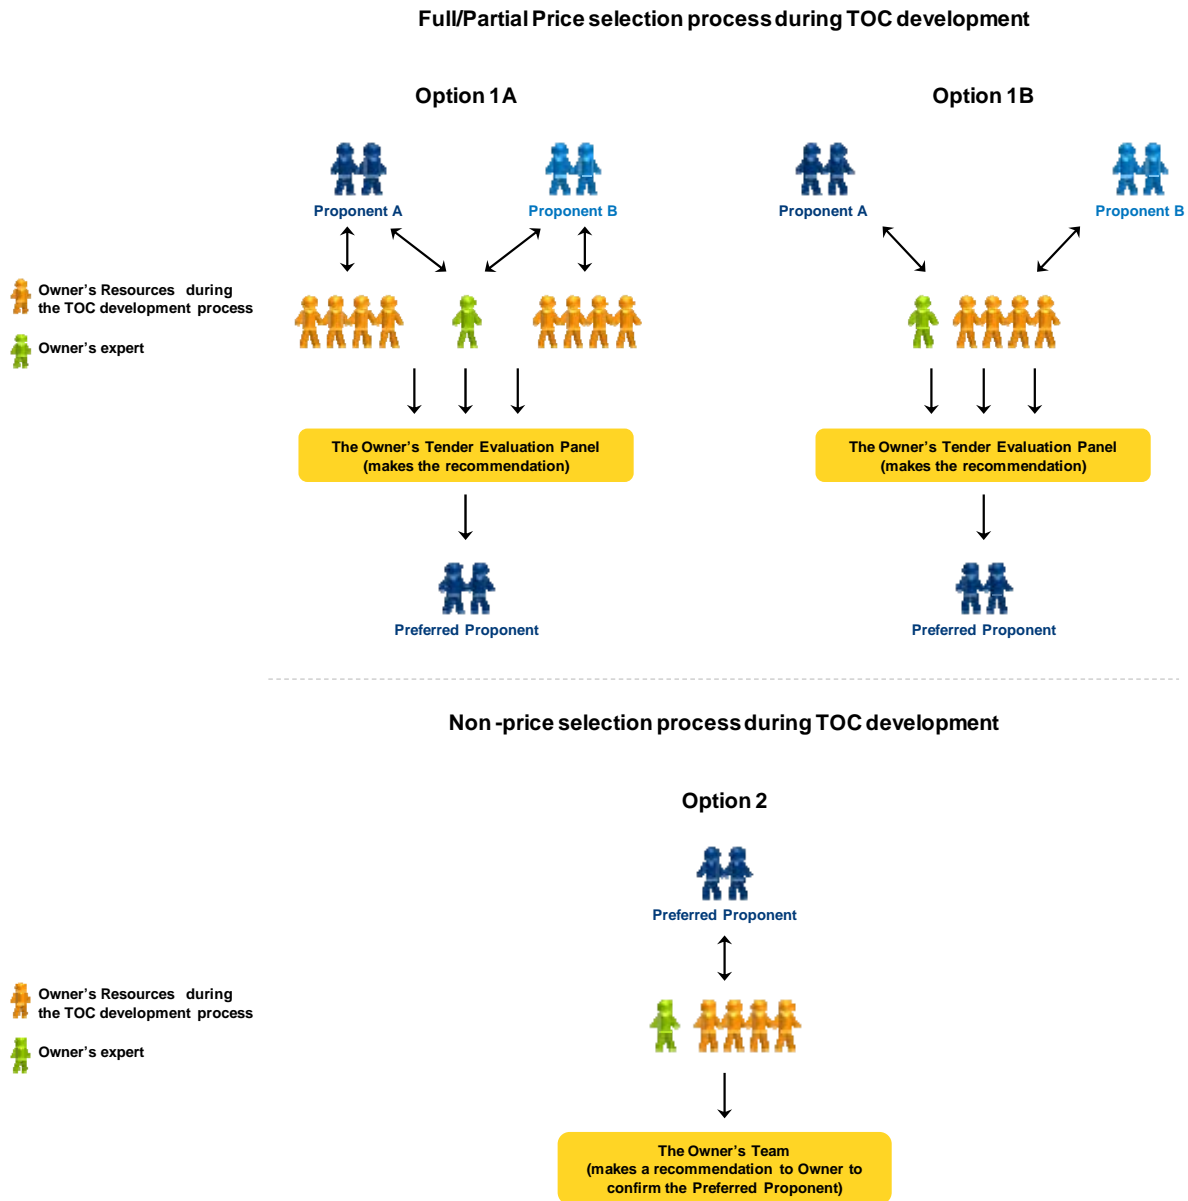 Full/Partial Price selection process during TOC development
Option 1A
Option 1B
Proponent A
Proponent B
Proponent A
Proponent B
Owner's Resources during
the TOC development process
Owner's expert
The Owner's Tender Evaluation Panel
(makes the recommendation)
The Owner's Tender Evaluation Panel
(makes the recommendation)
Preferred Proponent
Preferred Proponent
Non -price selection process during TOC development
Option 2
Preferred Proponent
Owner's Resources during
the TOC development process
Owner's expert
The Owner's Team
(makes a recommendation to Owner to
confirm the Preferred Proponent)